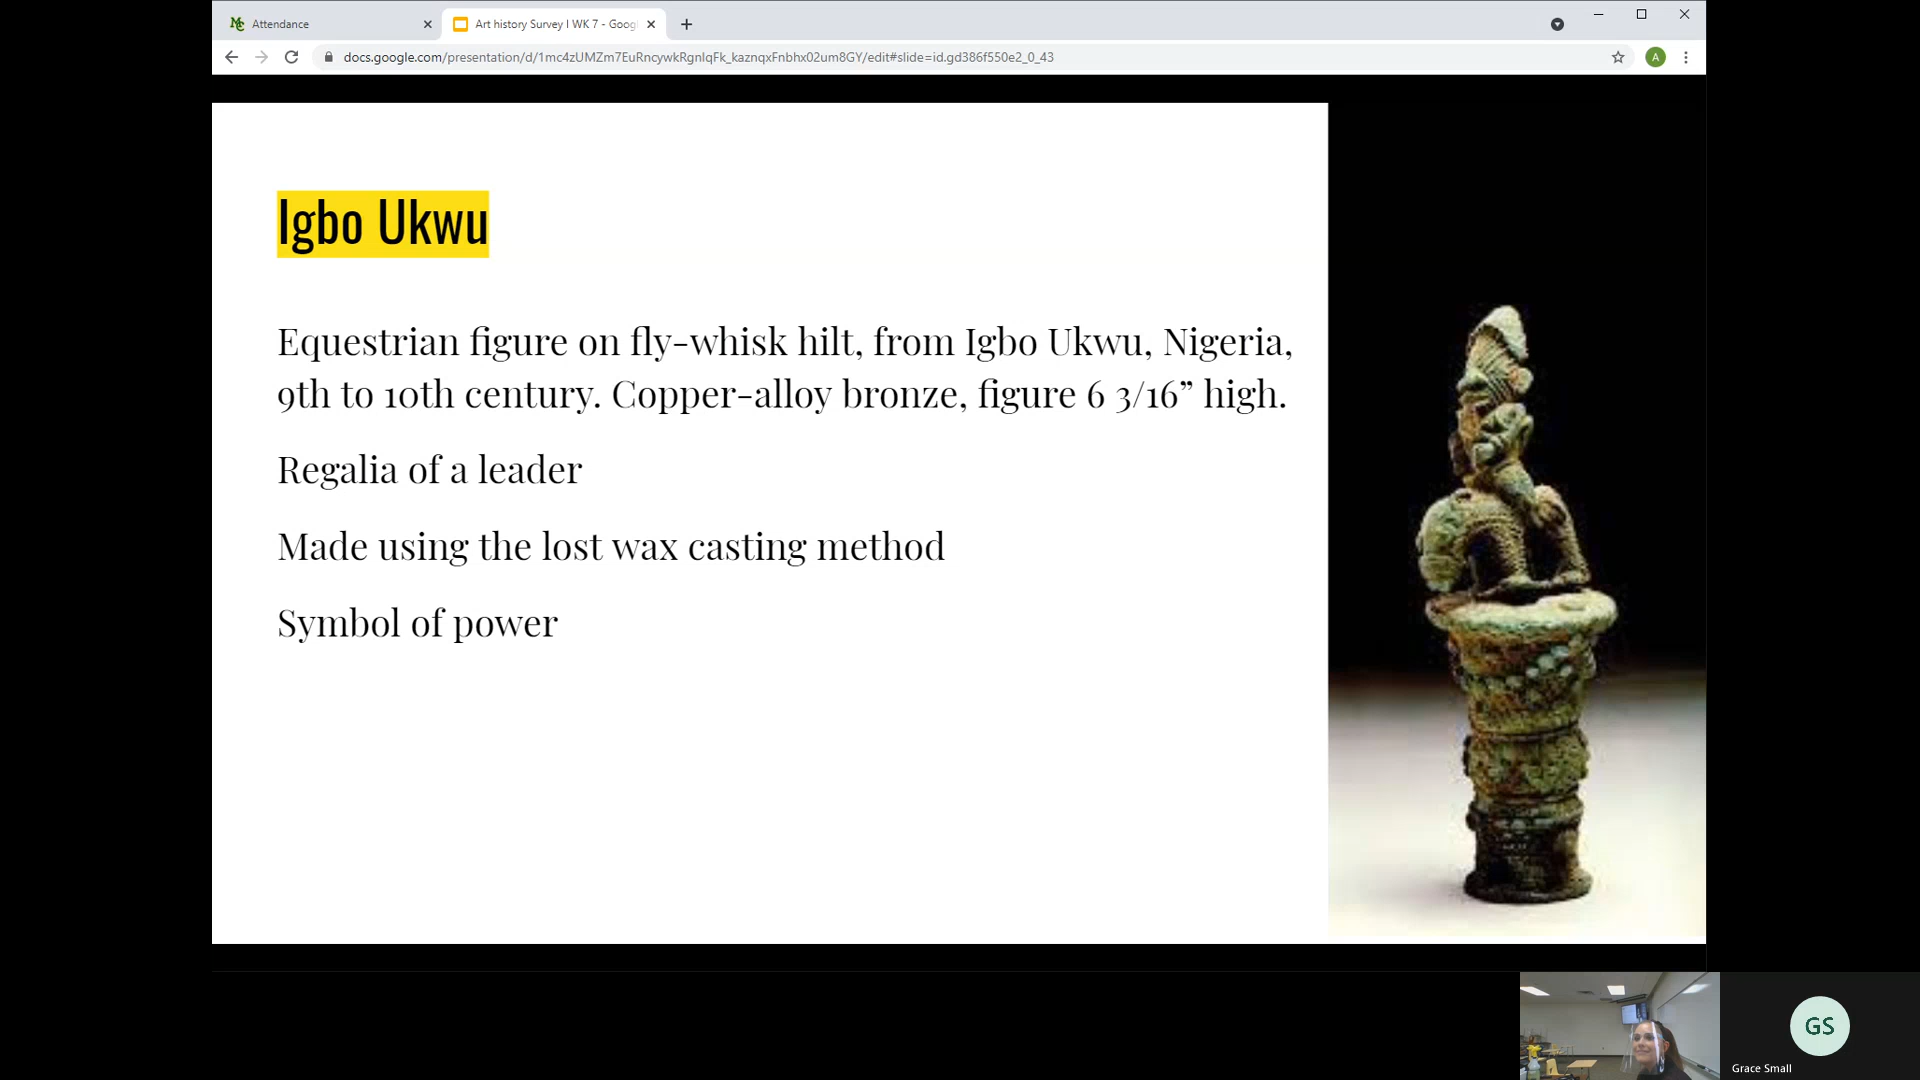 Attendance
Art history Survey I WK 7 - Goog
docs.google.com/presentation/d/1mc4zUMZm7EuRncywkRgnIqFk_kaznqxFnbhx02um8GY/edit#slide=id.gd386f550e2_0_43
A
Igbo Ukwu
Equestrian figure on fly-whisk hilt, from Igbo Ukwu, Nigeria,
9th to 10th century. Copper-alloy bronze, figure 6 3/16” high.
Regalia of a leader
Made using the lost wax casting method
Symbol of power
GS
Grace Small